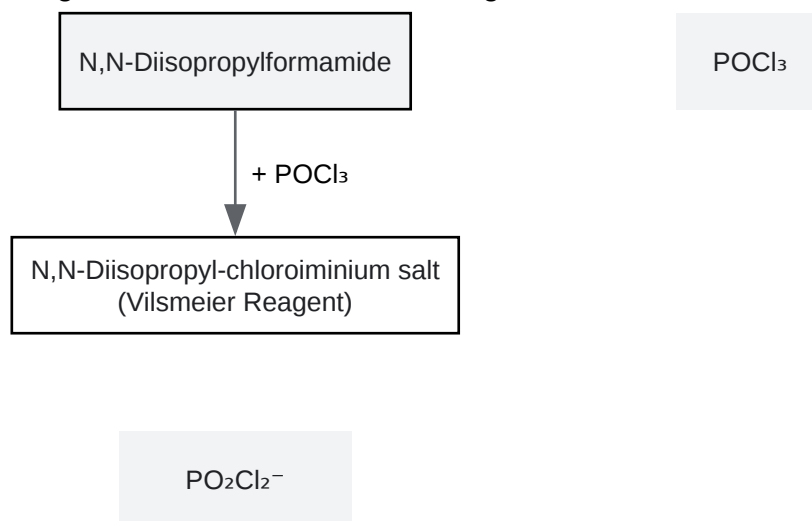 N,N-Diisopropylformamide
POCl₃
+ POCl₃
N,N-Diisopropyl-chloroiminium salt
(Vilsmeier Reagent)
PO₂Cl₂⁻